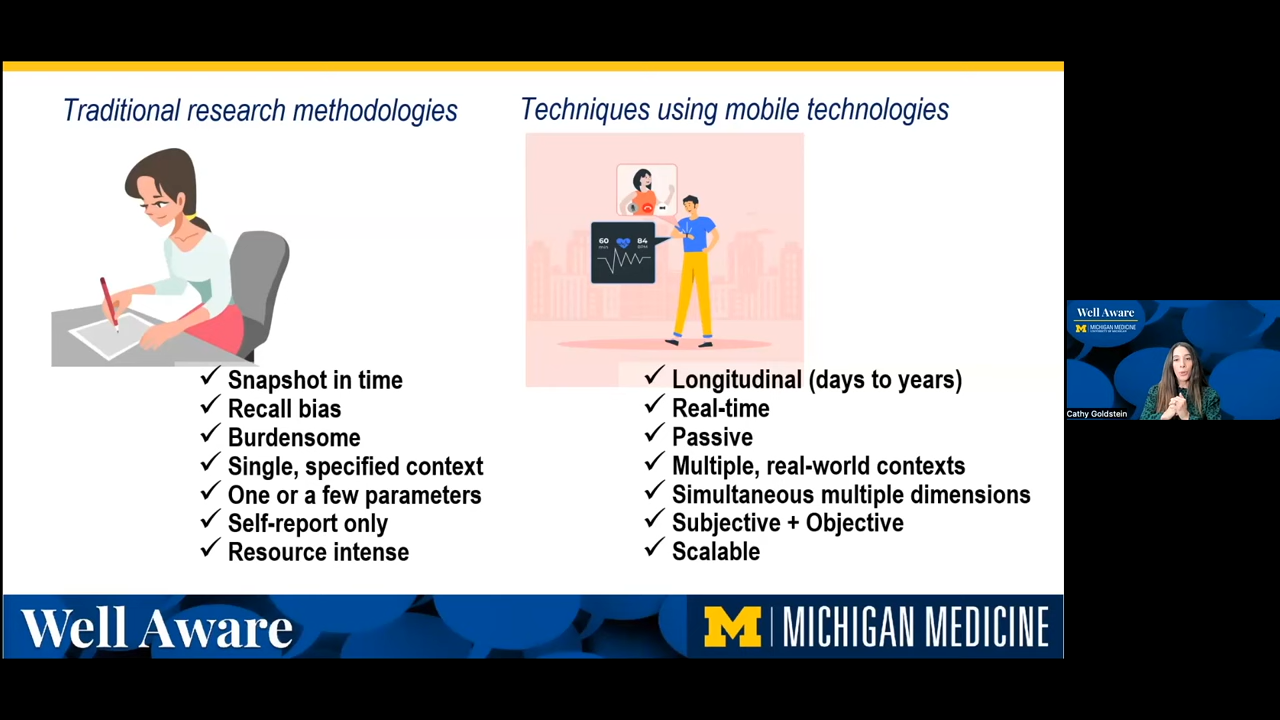 Traditional research methodologies
Techniques using mobile technologies
60
84
Snapshot in time
Recall bias
Burdensome
Single, specified context
One or a few parameters
Self-report only
Resource intense
Longitudinal (days to years)
Real-time
Passive
Multiple, real-world contexts
Simultaneous multiple dimensions
Subjective + Objective
Scalable
Well Aware
M MICHIGAN MEDICINE
Well Aware
M MICHIGAN MEDICINE
Cathy Goldstein